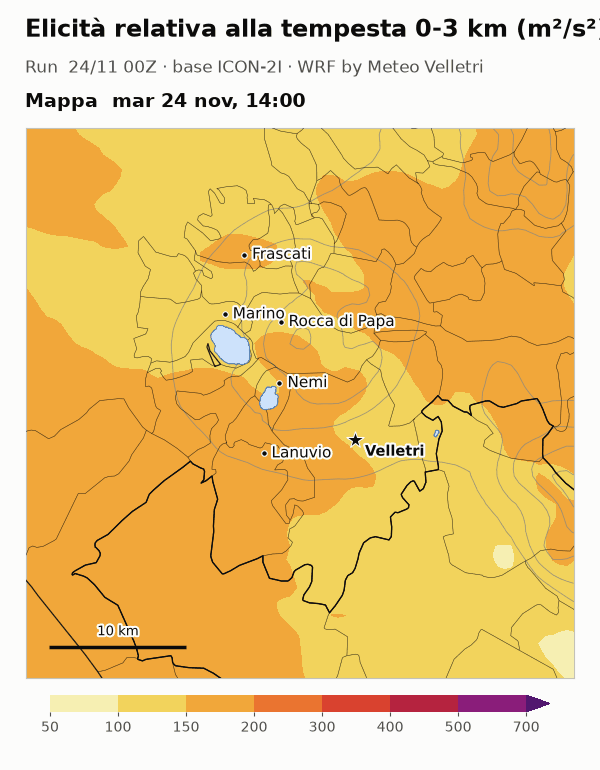 Elicità relativa alla tempesta 0-3 km (m²/s²)
Run  24/11 00Z · base ICON-2I · WRF by Meteo Velletri
Mappa  mar 24 nov, 14:00
Frascati
Marino
Rocca di Papa
Nemi
Velletri
Lanuvio
10 km
50 100 150 200 300 400 500 700